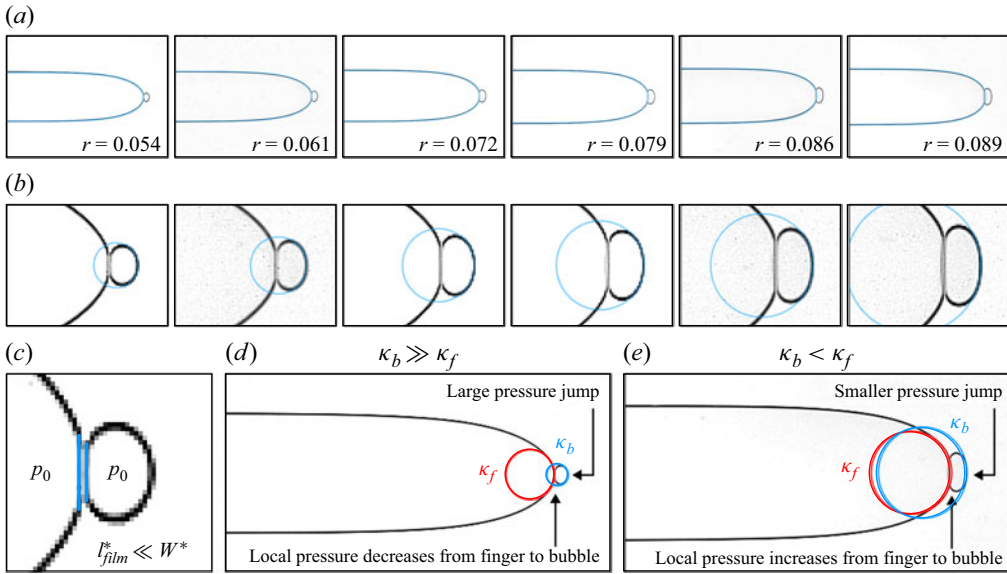 (a)
r = 0.054
r = 0.061
r = 0.072
r = 0.079
r = 0.086
r = 0.089
(b)
(c)
p0
p0
l*film ≪ W*
(d)
κb ≫ κf
Large pressure jump
κb
κf
Local pressure decreases from finger to bubble
(e)
κb < κf
Smaller pressure jump
κb
κf
Local pressure increases from finger to bubble